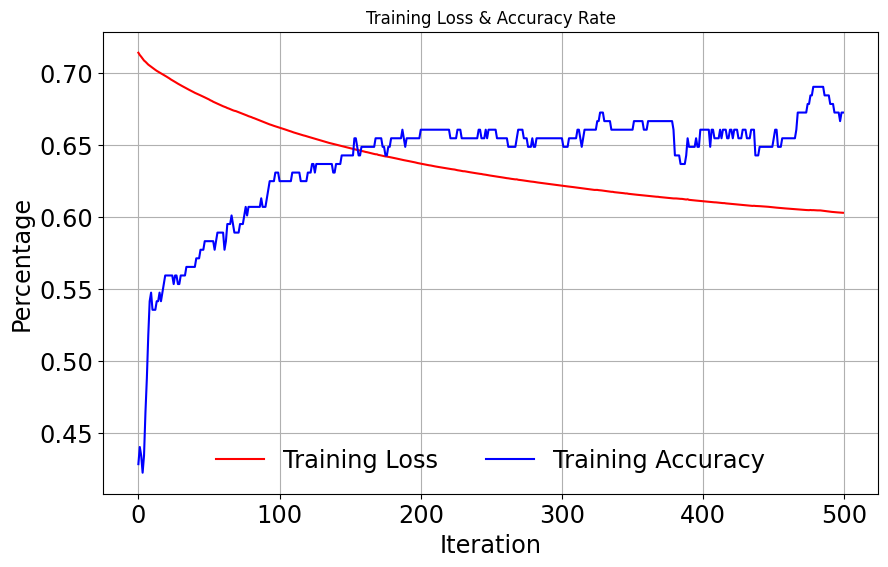 Training Loss & Accuracy Rate
Percentage
0.70
0.65
0.60
0.55
0.50
0.45
Training Loss Training Accuracy
0 100 200 300 400 500
Iteration